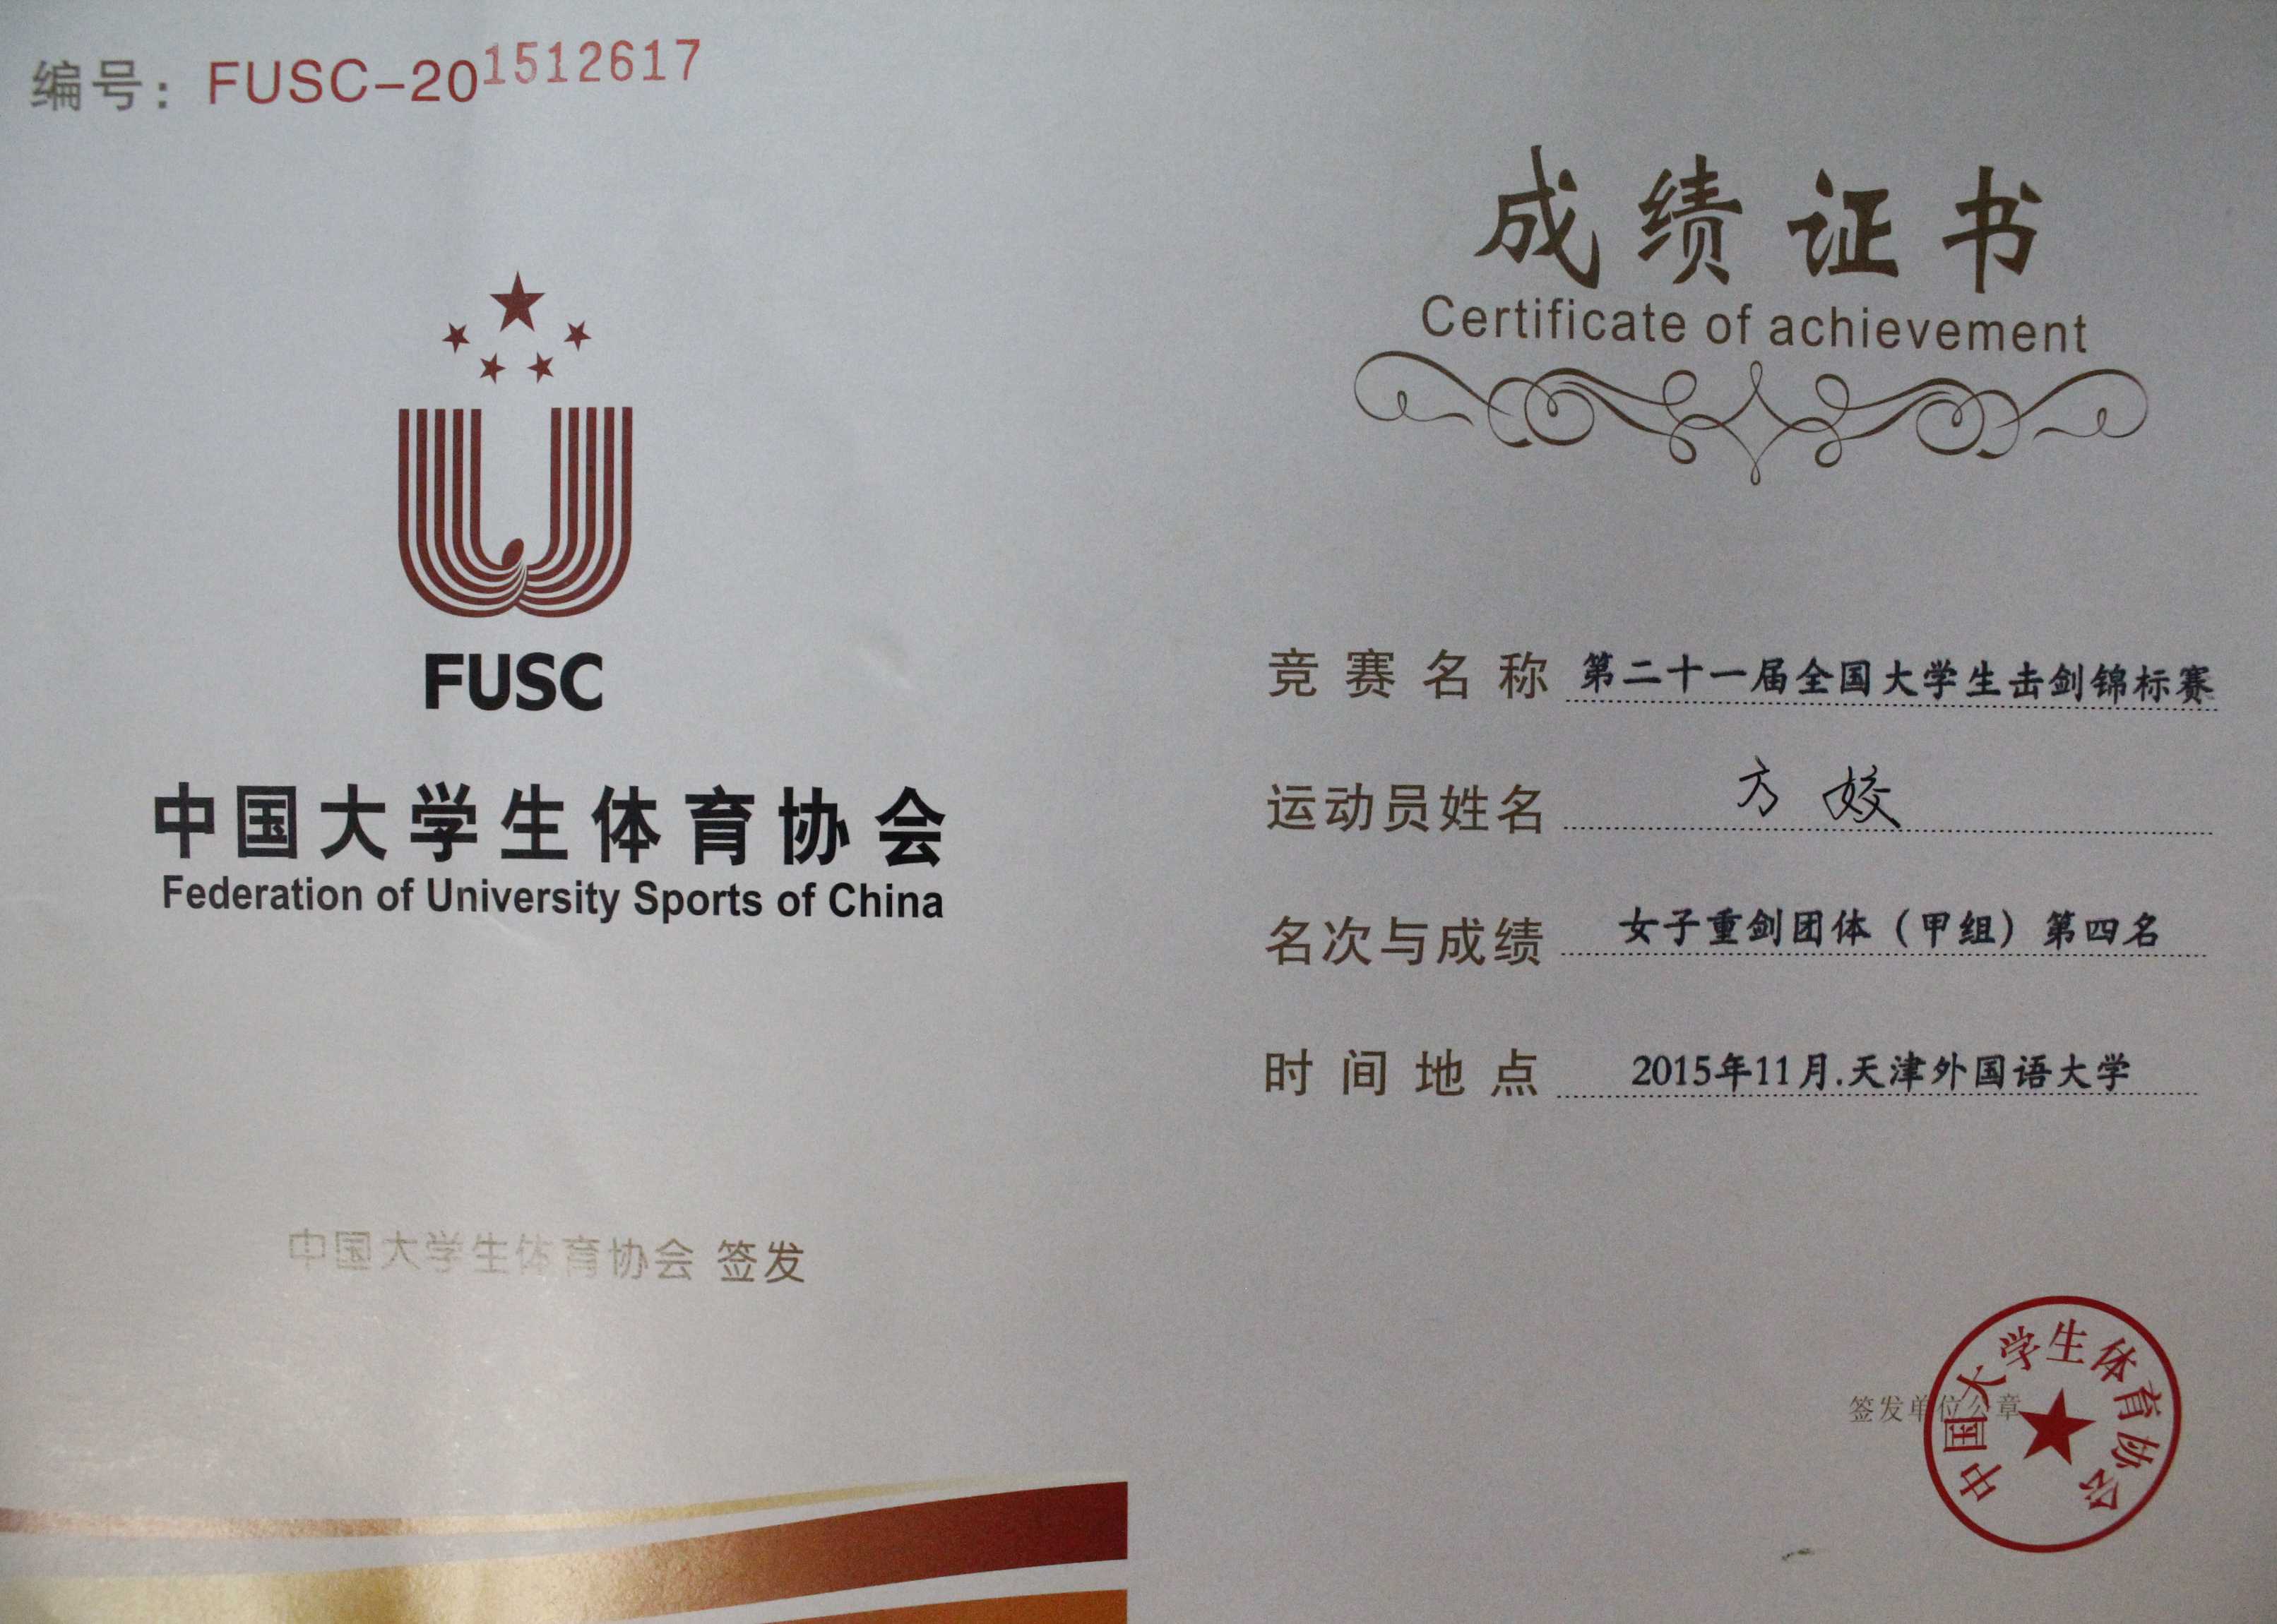 编号: FUSC-201512617
FUSC
中国大学生体育协会
Federation of University Sports of China
中国大学生体育协会 签发
成绩证书
Certificate of achievement
竞赛名称 第二十一届全国大学生击剑锦标赛
运动员姓名 方姣
名次与成绩 女子重剑团体（甲组）第四名
时间地点 2015年11月.天津外国语大学
签发单位公章
中国大学生体育协会